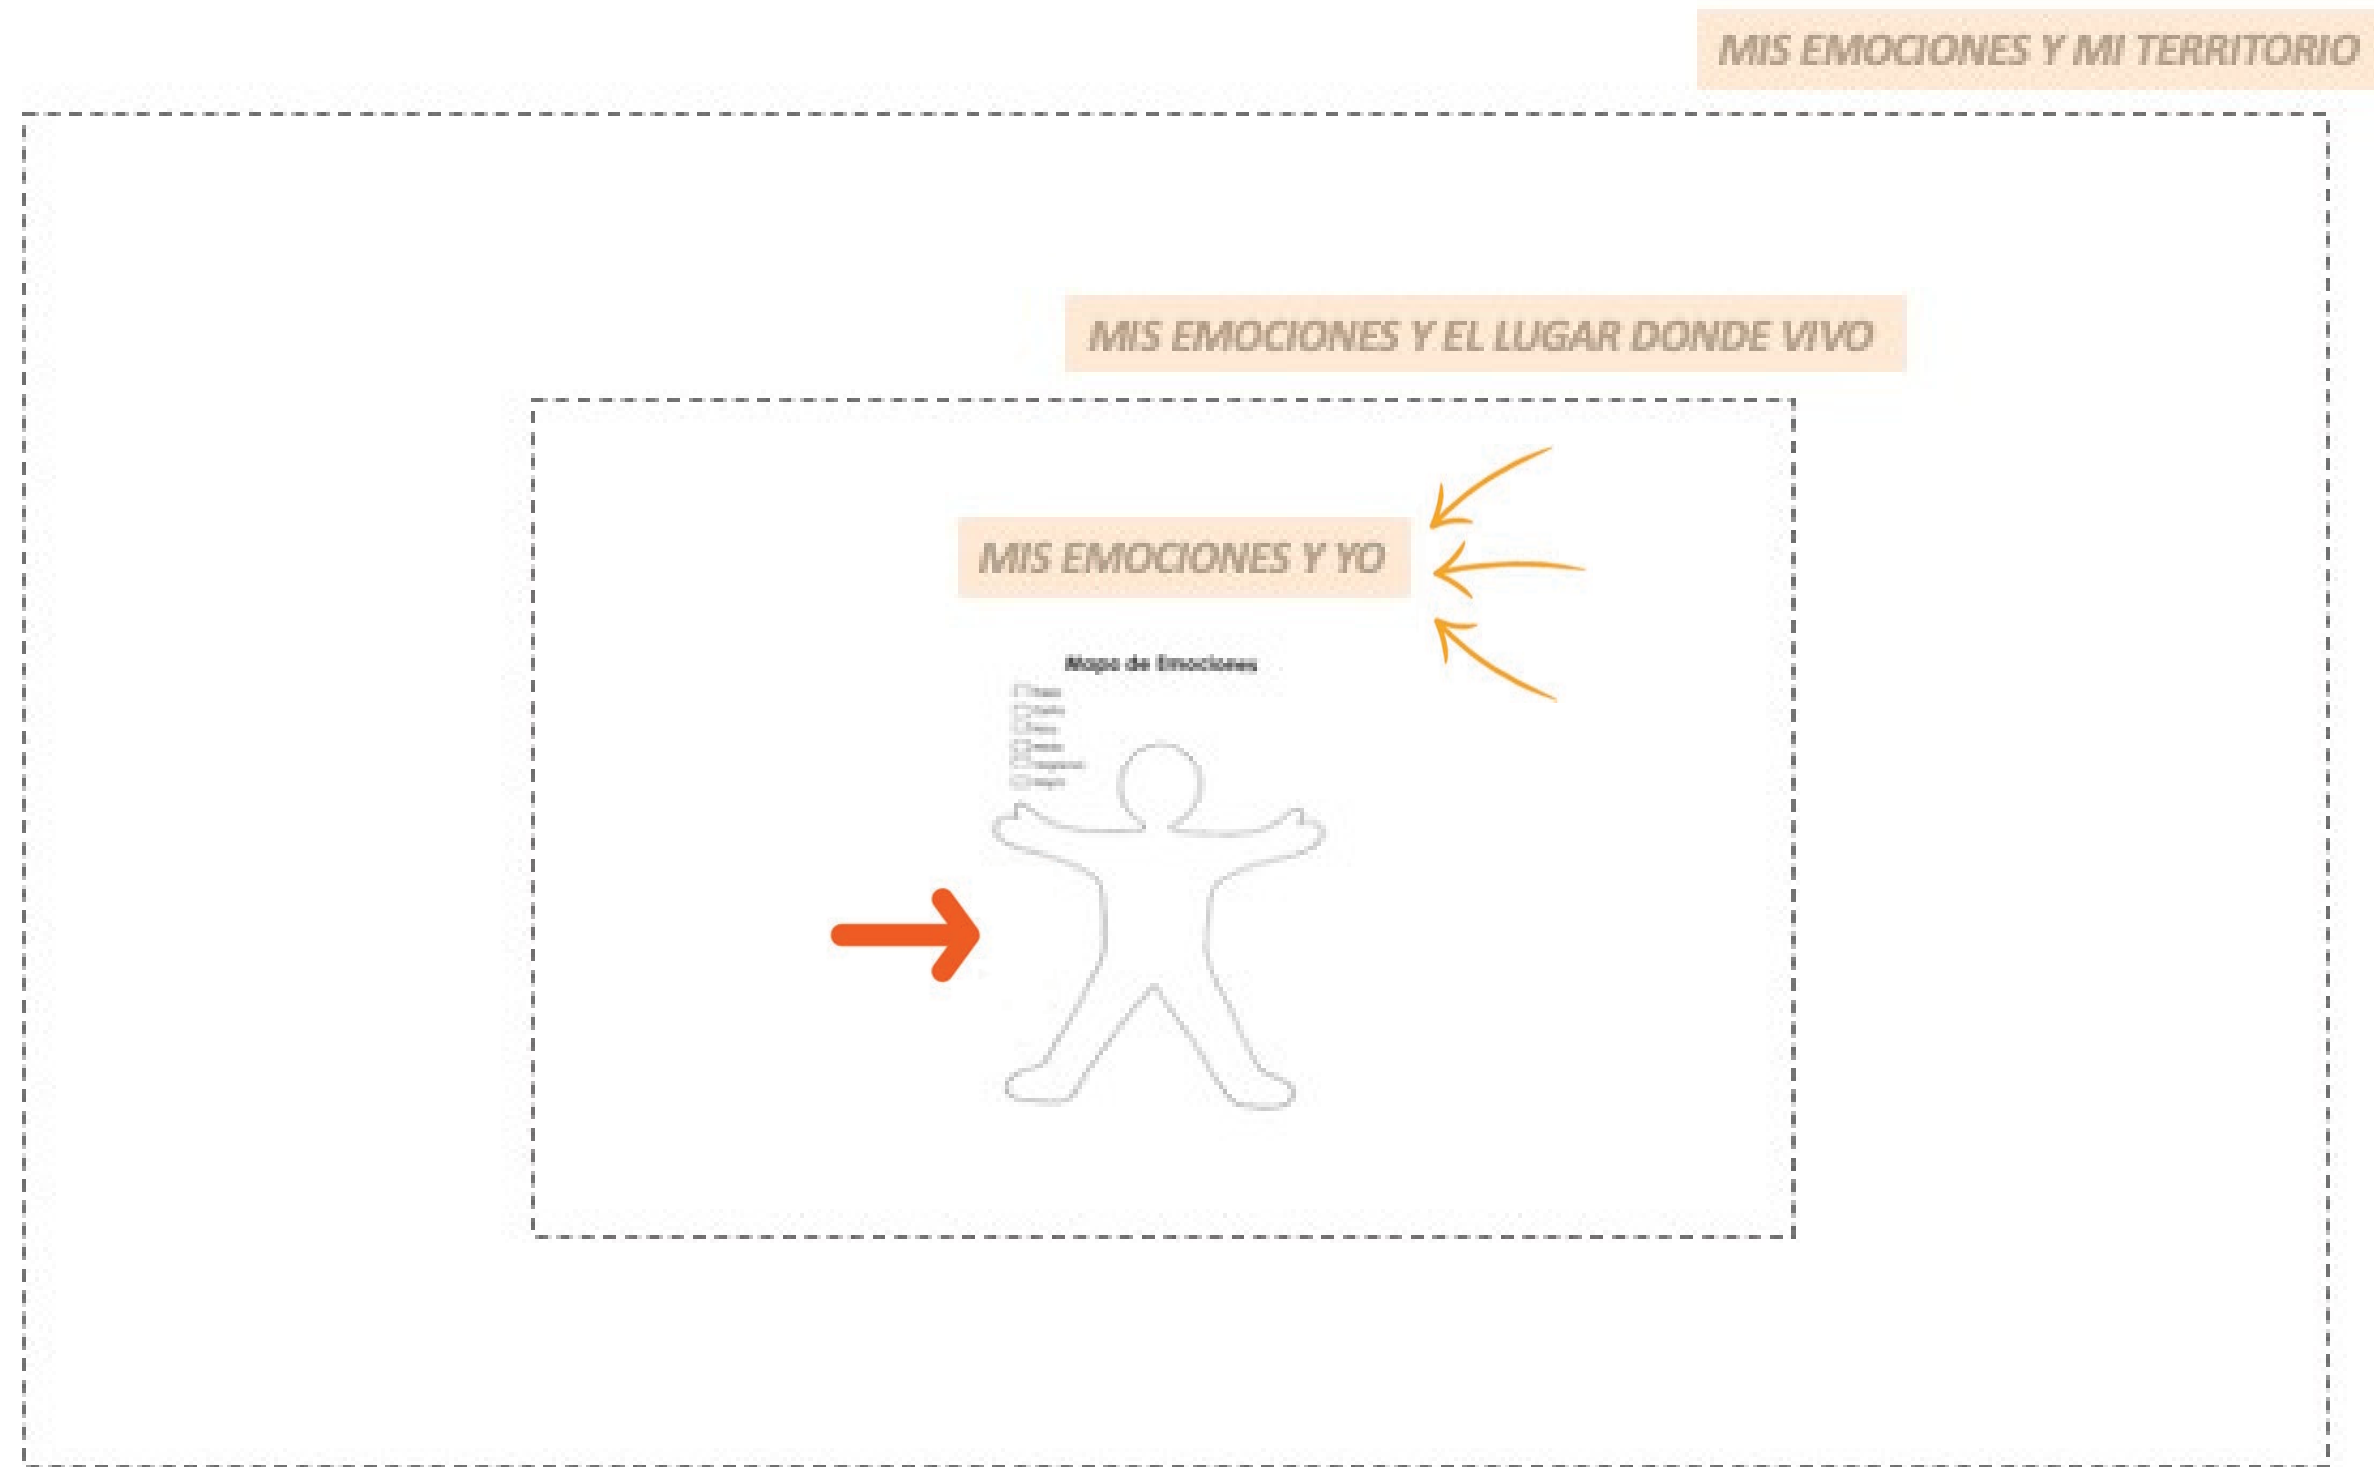 MIS EMOCIONES Y MI TERRITORIO
MIS EMOCIONES Y EL LUGAR DONDE VIVO
MIS EMOCIONES Y YO
Mapa de Emociones